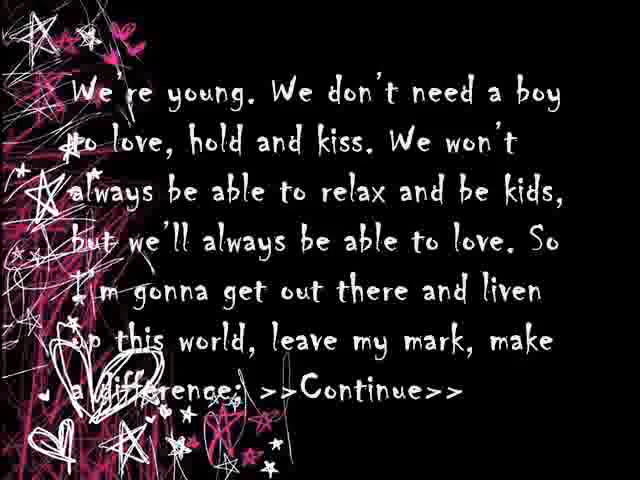 We're young. We don't need a boy
to love, hold and kiss. We won't
always be able to relax and be kids,
but we'll always be able to love. So
I'm gonna get out there and liven
up this world, leave my mark, make
a difference; >>Continue>>